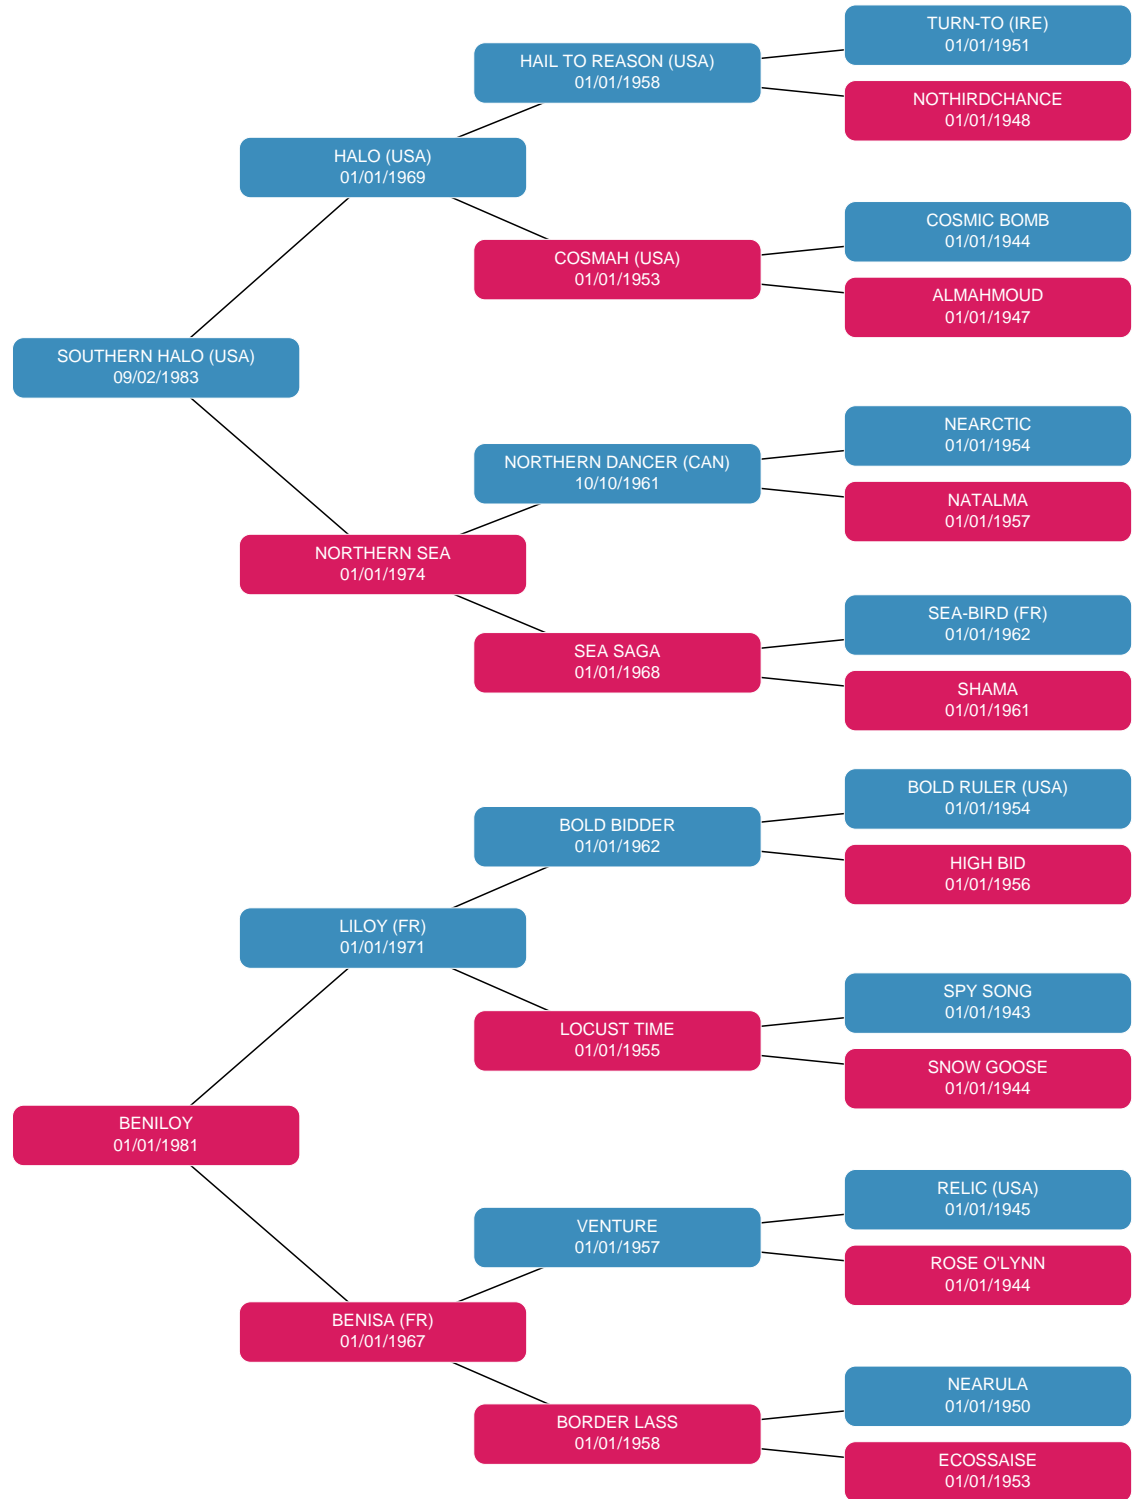 TURN-TO (IRE)
01/01/1951
HAIL TO REASON (USA)
01/01/1958
NOTHIRDCHANCE
01/01/1948
HALO (USA)
01/01/1969
COSMIC BOMB
01/01/1944
COSMAH (USA)
01/01/1953
ALMAHMOUD
01/01/1947
SOUTHERN HALO (USA)
09/02/1983
NEARCTIC
01/01/1954
NORTHERN DANCER (CAN)
10/10/1961
NATALMA
01/01/1957
NORTHERN SEA
01/01/1974
SEA-BIRD (FR)
01/01/1962
SEA SAGA
01/01/1968
SHAMA
01/01/1961
BOLD RULER (USA)
01/01/1954
BOLD BIDDER
01/01/1962
HIGH BID
01/01/1956
LILOY (FR)
01/01/1971
SPY SONG
01/01/1943
LOCUST TIME
01/01/1955
SNOW GOOSE
01/01/1944
BENILOY
01/01/1981
RELIC (USA)
01/01/1945
VENTURE
01/01/1957
ROSE O'LYNN
01/01/1944
BENISA (FR)
01/01/1967
NEARULA
01/01/1950
BORDER LASS
01/01/1958
ECOSSAISE
01/01/1953